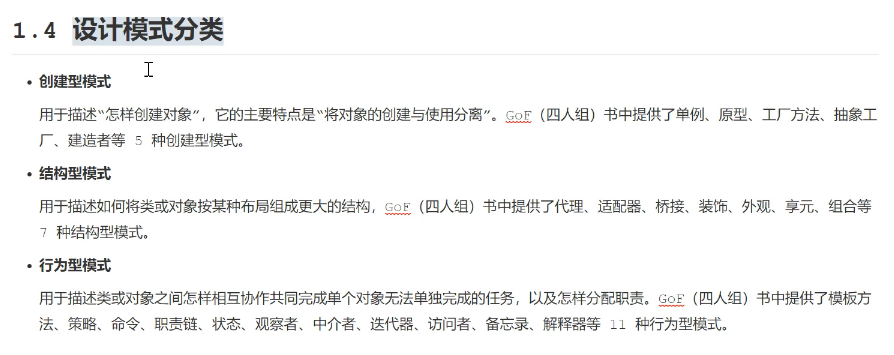 1.4 设计模式分类
• 创建型模式
用于描述“怎样创建对象”，它的主要特点是“将对象的创建与使用分离”。GoF（四人组）书中提供了单例、原型、工厂方法、抽象工
厂、建造者等 5 种创建型模式。
• 结构型模式
用于描述如何将类或对象按某种布局组成更大的结构，GoF（四人组）书中提供了代理、适配器、桥接、装饰、外观、享元、组合等
7 种结构型模式。
• 行为型模式
用于描述类或对象之间怎样相互协作共同完成单个对象无法单独完成的任务，以及怎样分配职责。GoF（四人组）书中提供了模板方
法、策略、命令、职责链、状态、观察者、中介者、迭代器、访问者、备忘录、解释器等 11 种行为型模式。